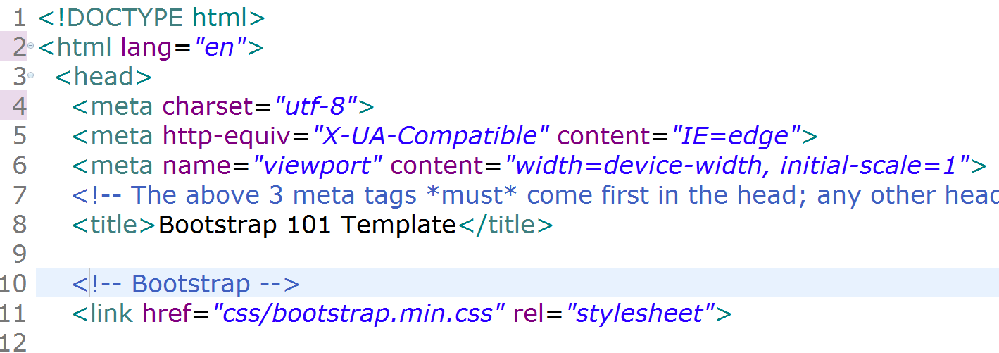 1 <!DOCTYPE html>
2 <html lang="en">
3 <head>
4 <meta charset="utf-8">
5 <meta http-equiv="X-UA-Compatible" content="IE=edge">
6 <meta name="viewport" content="width=device-width, initial-scale=1">
7 <!-- The above 3 meta tags *must* come first in the head; any other head
8 <title>Bootstrap 101 Template</title>
9
10 <!-- Bootstrap -->
11 <link href="css/bootstrap.min.css" rel="stylesheet">
12